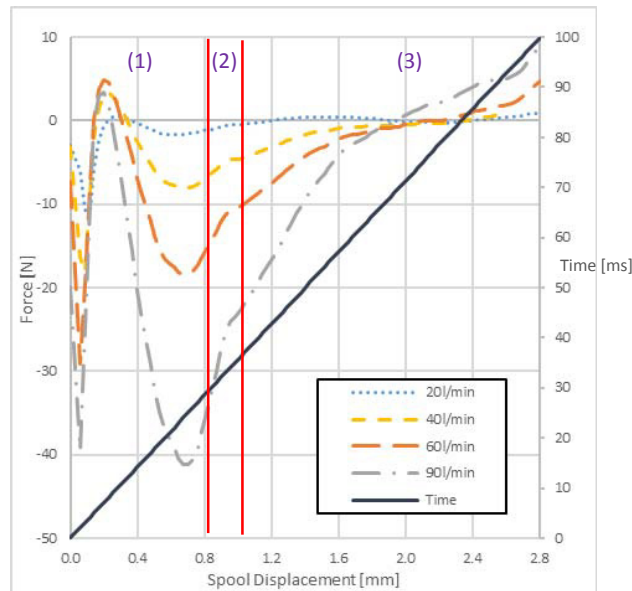 (1) (2) (3)
10
0
-10
-20
-30
-40
-50
Force [N]
100
90
80
70
60
50
40
30
20
10
0
Time [ms]
20l/min
40l/min
60l/min
90l/min
Time
0.0 0.4 0.8 1.2 1.6 2.0 2.4 2.8
Spool Displacement [mm]